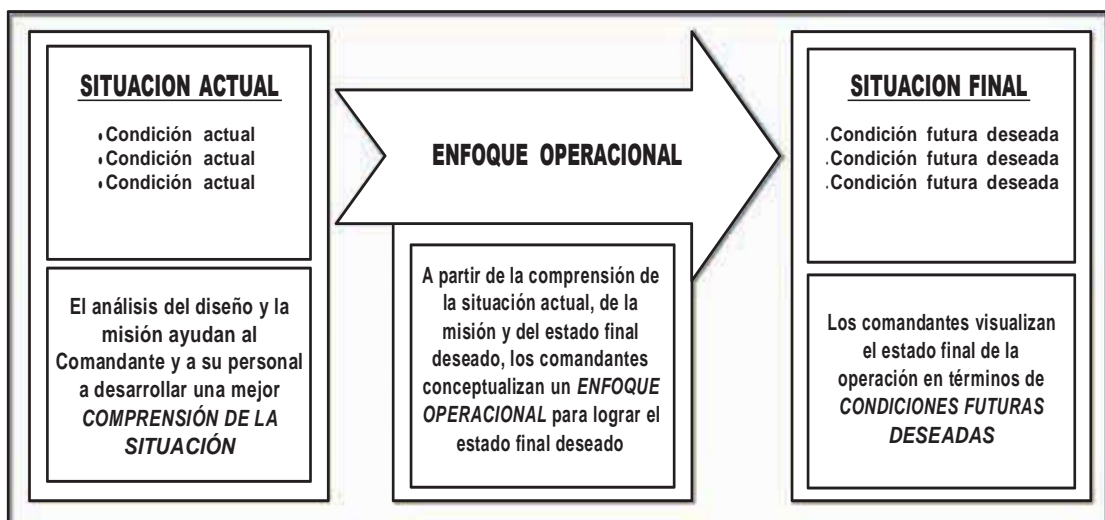 SITUACION ACTUAL
•Condición actual
•Condición actual
•Condición actual
El análisis del diseño y la
misión ayudan al
Comandante y a su personal
a desarrollar una mejor
COMPRENSIÓN DE LA
SITUACIÓN
ENFOQUE OPERACIONAL
A partir de la comprensión de
la situación actual, de la
misión y del estado final
deseado, los comandantes
conceptualizan un ENFOQUE
OPERACIONAL para lograr el
estado final deseado
SITUACION FINAL
.Condición futura deseada
.Condición futura deseada
.Condición futura deseada
Los comandantes visualizan
el estado final de la
operación en términos de
CONDICIONES FUTURAS
DESEADAS